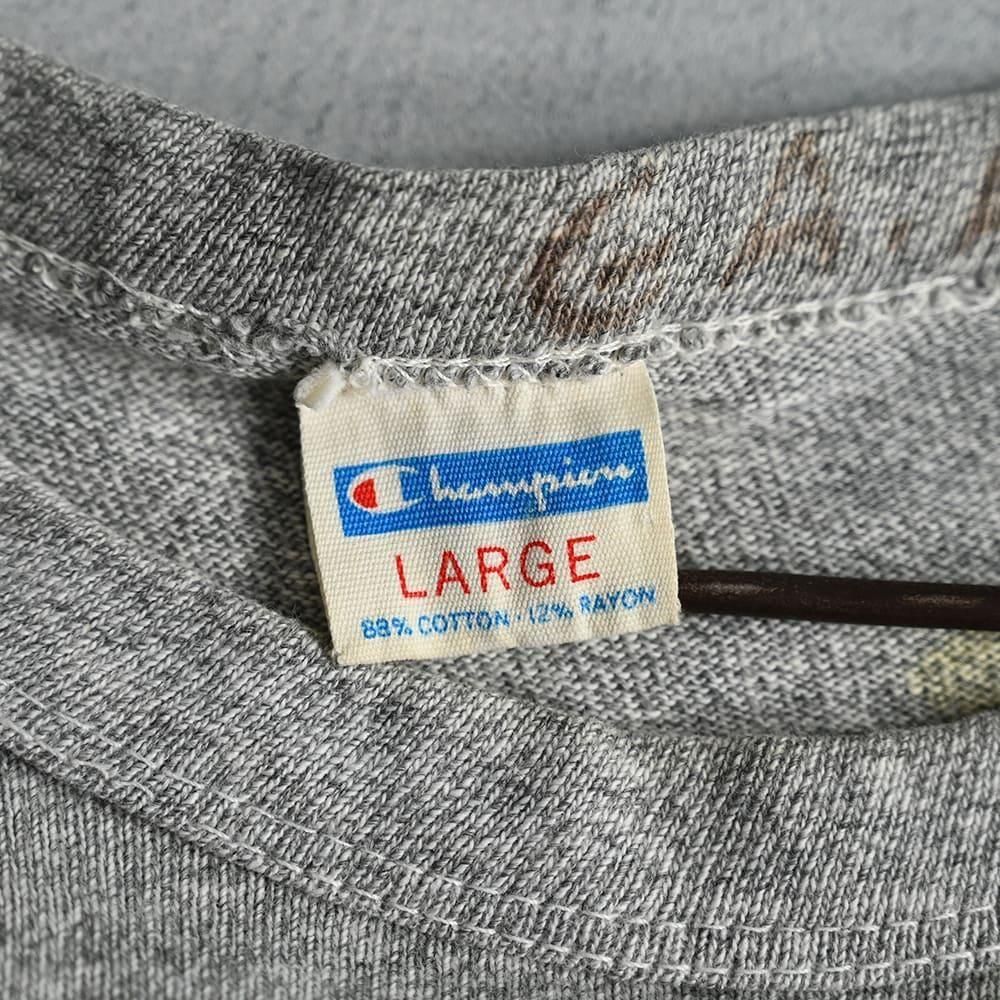 G.A.
Champion
LARGE
88% COTTON · 12% RAYON